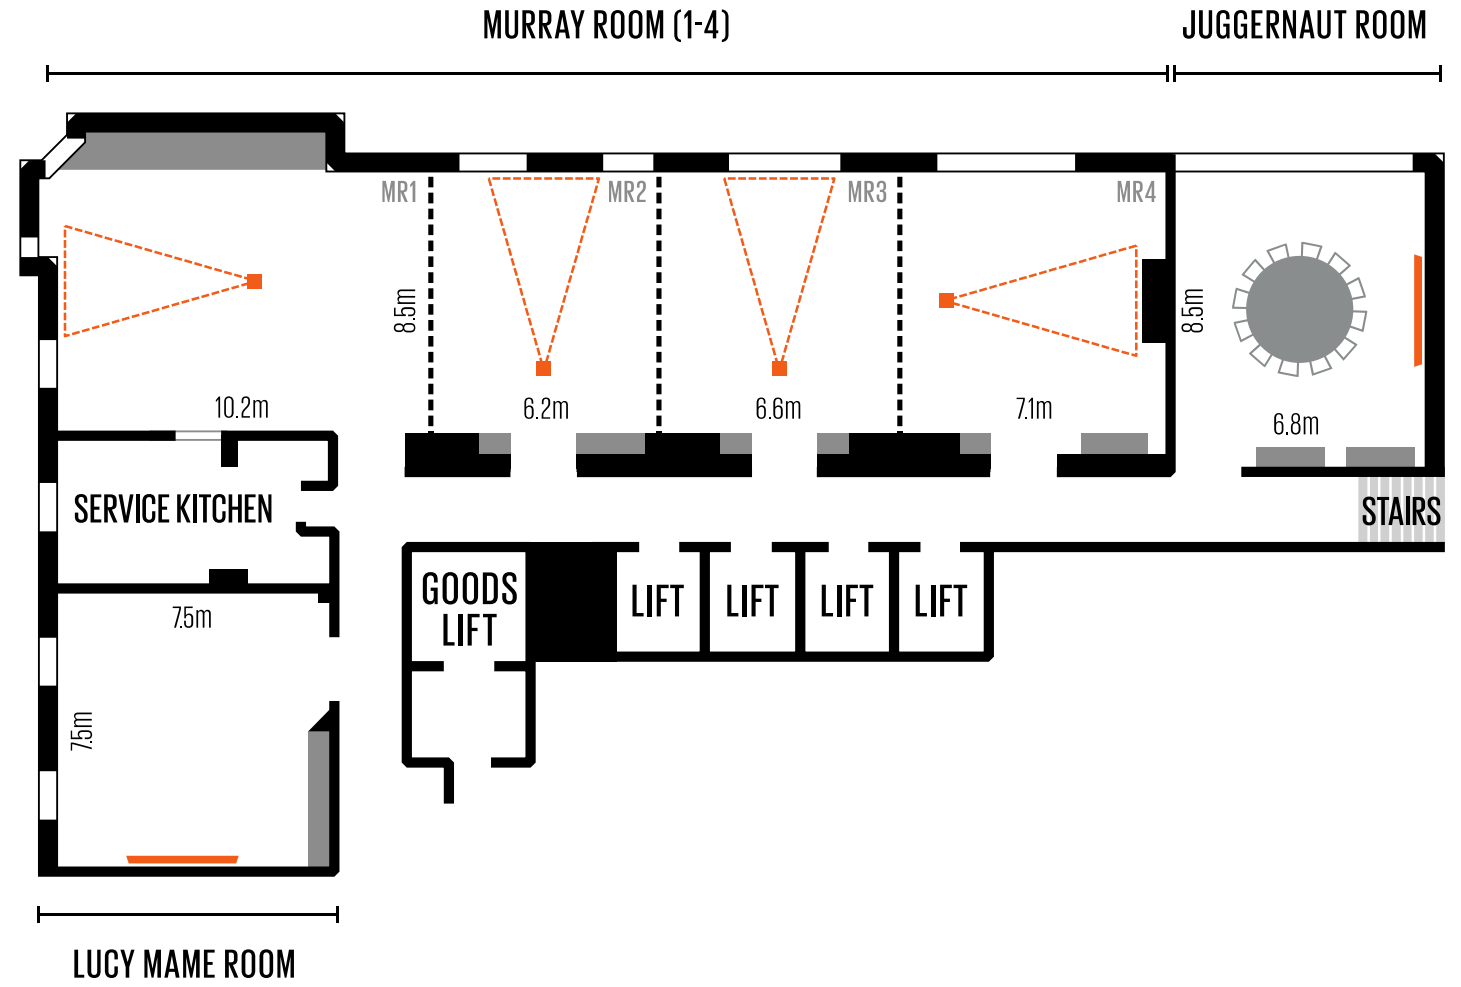 MURRAY ROOM (1-4)
JUGGERNAUT ROOM
MR1
MR2
MR3
MR4
8.5m
8.5m
10.2m
6.2m
6.6m
7.1m
6.8m
SERVICE KITCHEN
STAIRS
GOODS
LIFT
LIFT
LIFT
LIFT
LIFT
7.5m
7.5m
LUCY MAME ROOM